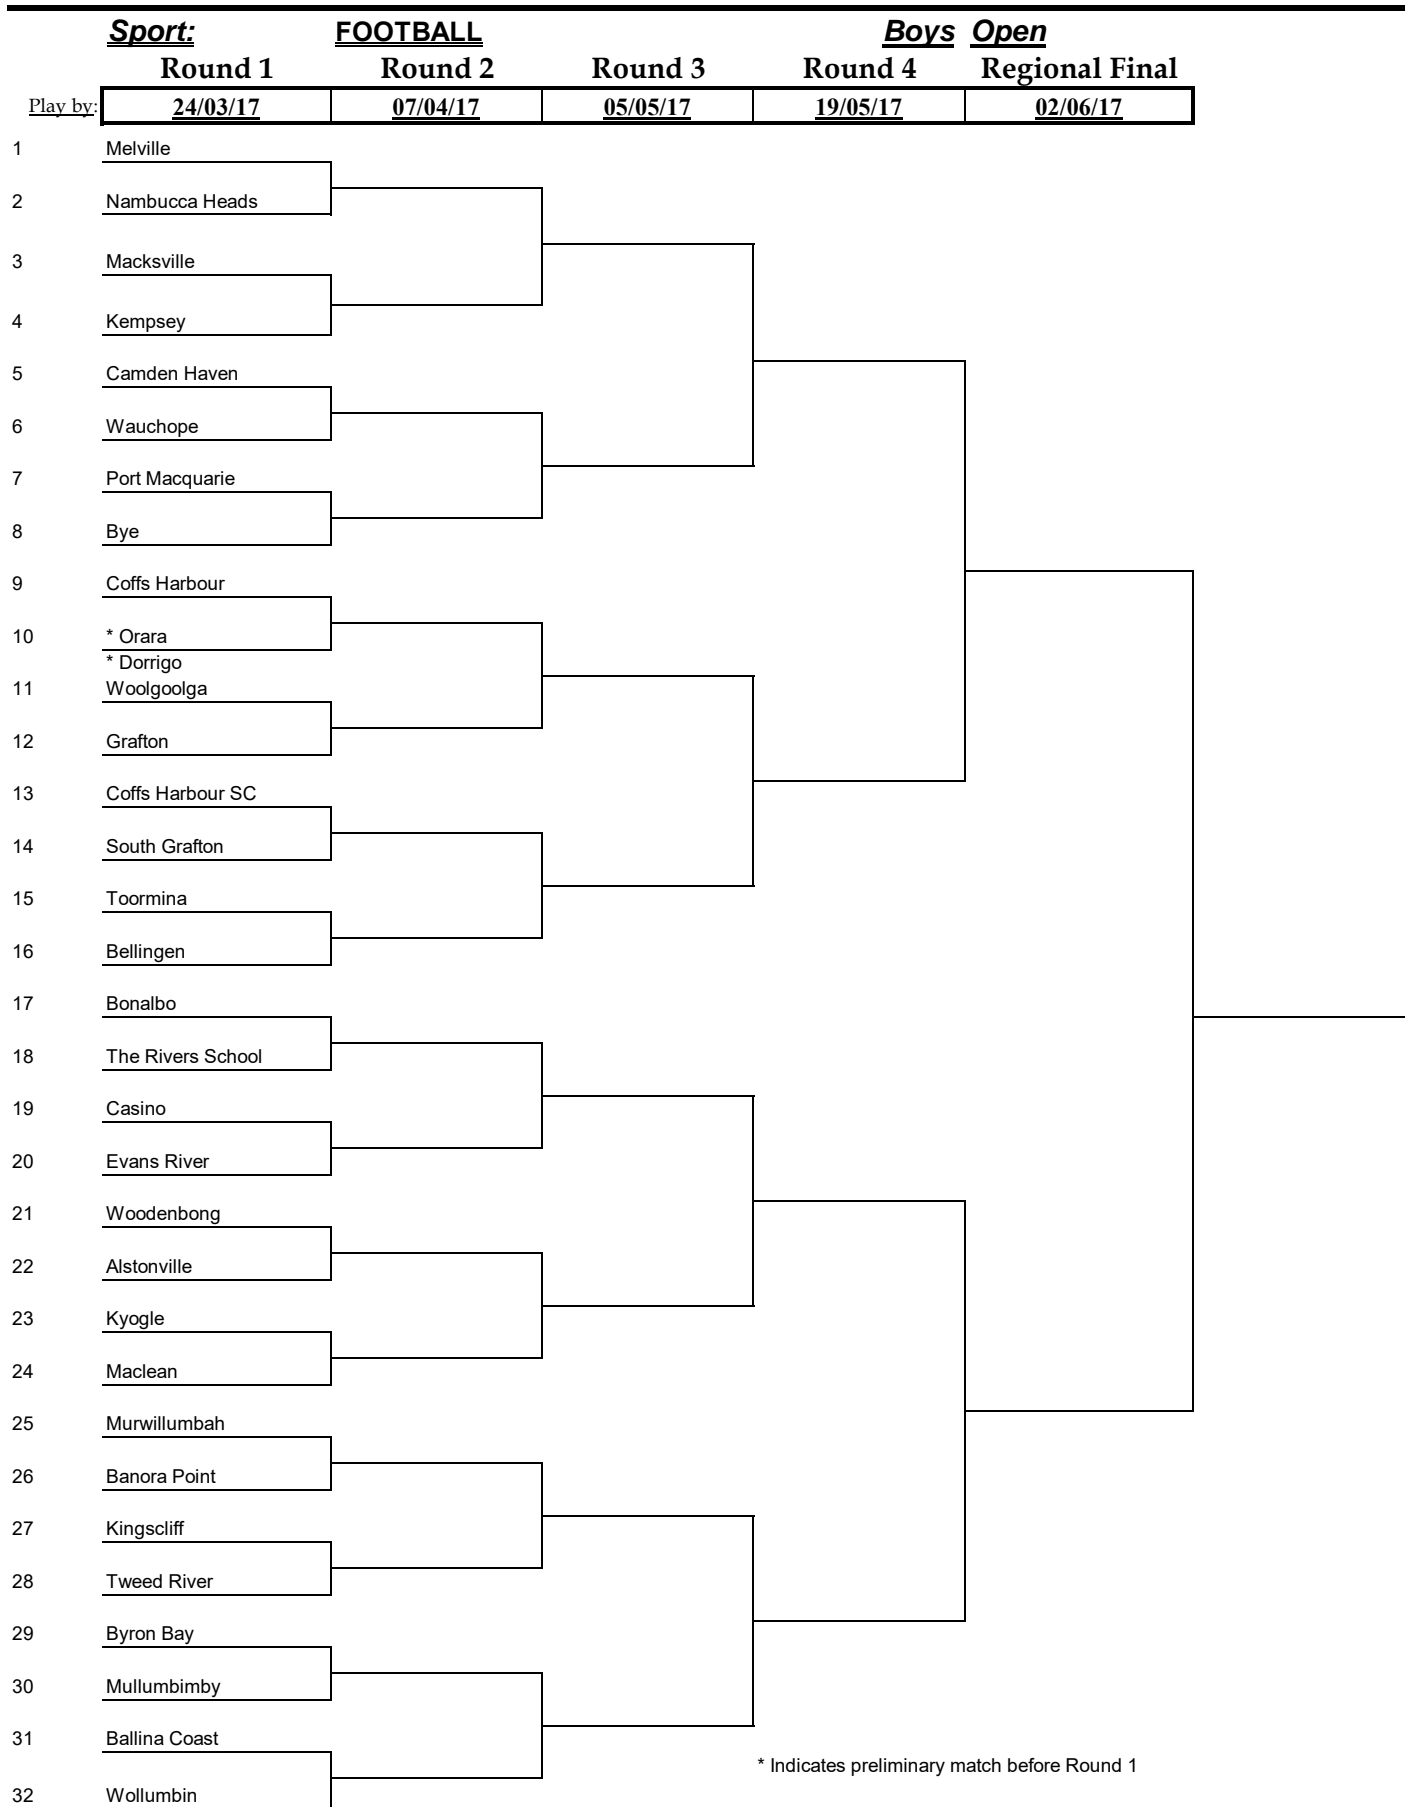 Sport: FOOTBALL Boys Open
Round 1 Round 2 Round 3 Round 4 Regional Final
Play by: 24/03/17 07/04/17 05/05/17 19/05/17 02/06/17
1 Melville
2 Nambucca Heads
3 Macksville
4 Kempsey
5 Camden Haven
6 Wauchope
7 Port Macquarie
8 Bye
9 Coffs Harbour
10 * Orara
* Dorrigo
11 Woolgoolga
12 Grafton
13 Coffs Harbour SC
14 South Grafton
15 Toormina
16 Bellingen
17 Bonalbo
18 The Rivers School
19 Casino
20 Evans River
21 Woodenbong
22 Alstonville
23 Kyogle
24 Maclean
25 Murwillumbah
26 Banora Point
27 Kingscliff
28 Tweed River
29 Byron Bay
30 Mullumbimby
31 Ballina Coast
* Indicates preliminary match before Round 1
32 Wollumbin